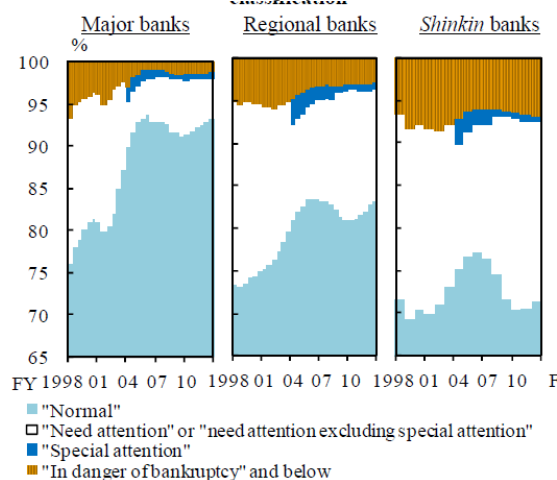 classification
Major banks Regional banks Shinkin banks
%
100
95
90
85
80
75
70
65
FY 1998 01 04 07 10 1998 01 04 07 10 1998 01 04 07 10 F
"Normal"
"Need attention" or "need attention excluding special attention"
"Special attention"
"In danger of bankruptcy" and below